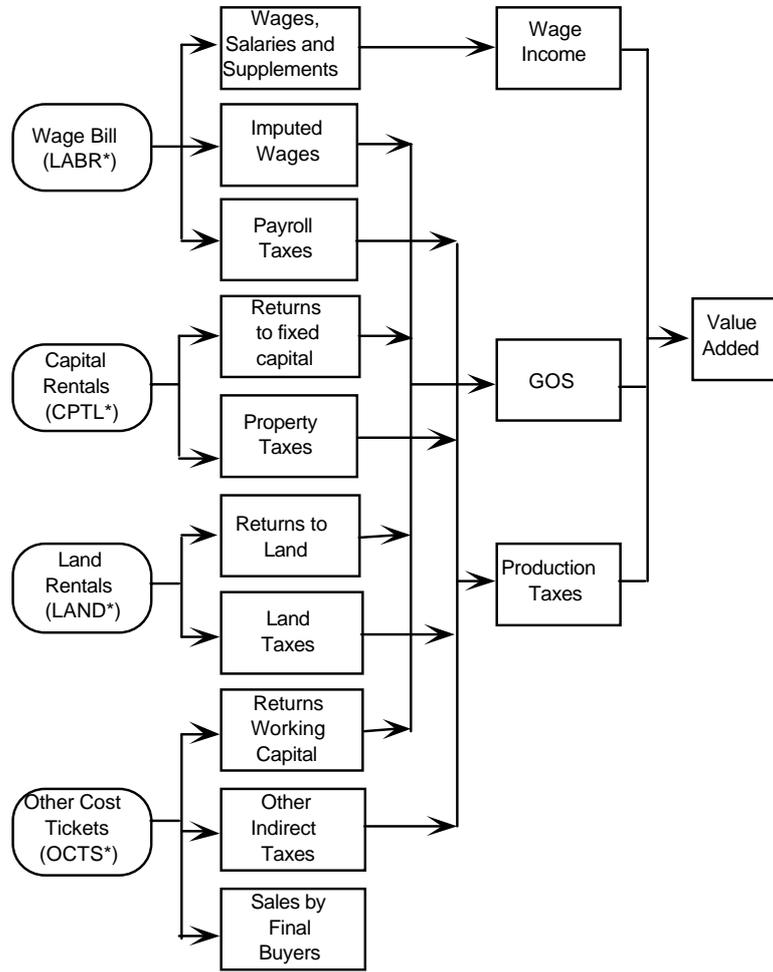 Wages,
Salaries and
Supplements
Wage
Income
Wage Bill
(LABR*)
Imputed
Wages
Payroll
Taxes
Returns
to fixed
capital
Value
Added
Capital
Rentals
(CPTL*)
GOS
Property
Taxes
Returns to
Land
Land
Rentals
(LAND*)
Production
Taxes
Land
Taxes
Returns
Working
Capital
Other Cost
Tickets
(OCTS*)
Other
Indirect
Taxes
Sales by
Final
Buyers